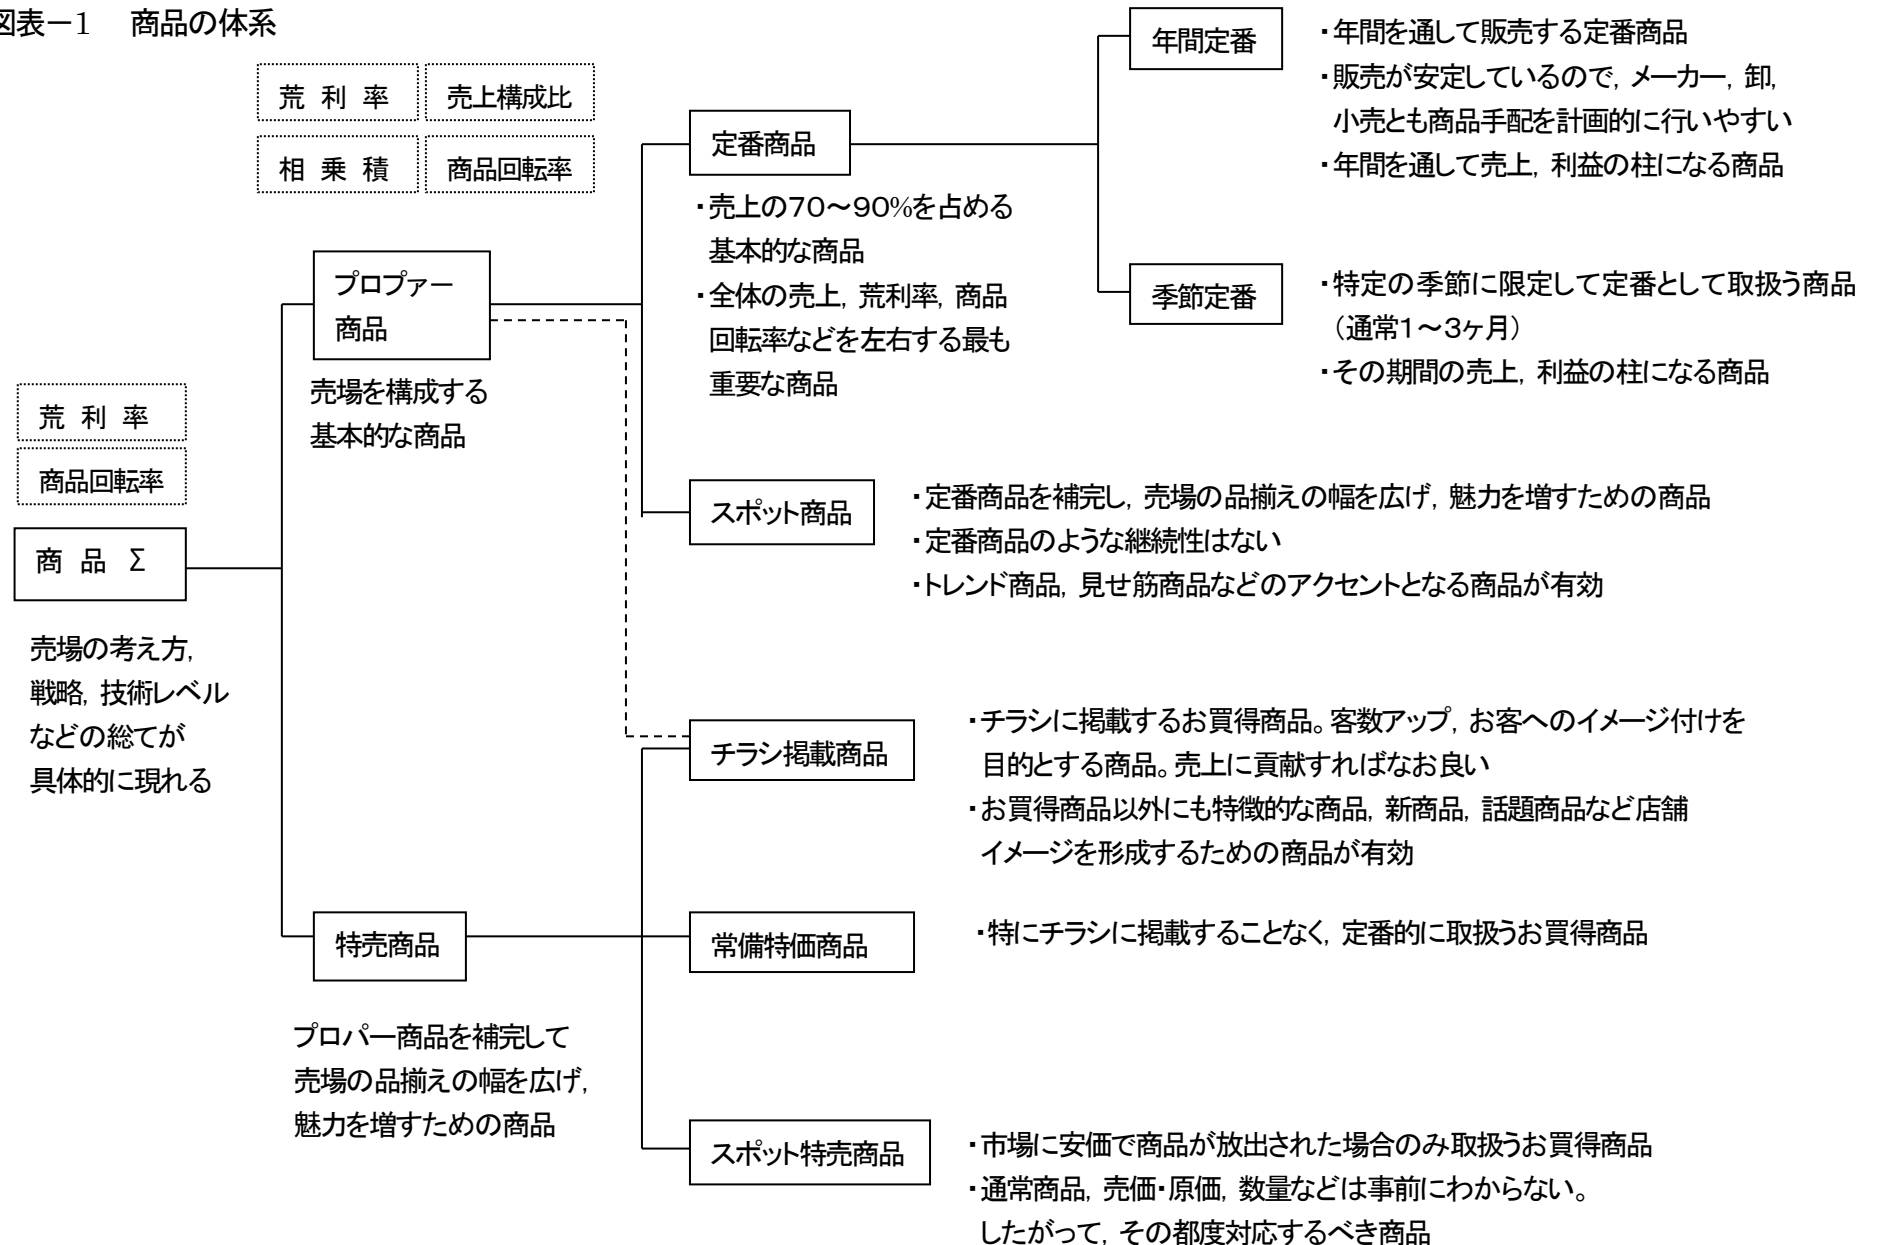 図表－1　商品の体系
荒 利 率
売上構成比
相 乗 積
商品回転率
荒 利 率
商品回転率
商 品 Σ
売場の考え方,
戦略, 技術レベル
などの総てが
具体的に現れる
プロプァー
商品
売場を構成する
基本的な商品
定番商品
・売上の70～90%を占める
基本的な商品
・全体の売上, 荒利率, 商品
回転率などを左右する最も
重要な商品
年間定番
・年間を通して販売する定番商品
・販売が安定しているので, メーカー, 卸,
小売とも商品手配を計画的に行いやすい
・年間を通して売上, 利益の柱になる商品
季節定番
・特定の季節に限定して定番として取扱う商品
（通常1～3ヶ月）
・その期間の売上, 利益の柱になる商品
スポット商品
・定番商品を補完し, 売場の品揃えの幅を広げ, 魅力を増すための商品
・定番商品のような継続性はない
・トレンド商品, 見せ筋商品などのアクセントとなる商品が有効
特売商品
プロパー商品を補完して
売場の品揃えの幅を広げ,
魅力を増すための商品
チラシ掲載商品
・チラシに掲載するお買得商品。客数アップ, お客へのイメージ付けを
目的とする商品。売上に貢献すればなお良い
・お買得商品以外にも特徴的な商品, 新商品, 話題商品など店舗
イメージを形成するための商品が有効
常備特価商品
・特にチラシに掲載することなく, 定番的に取扱うお買得商品
スポット特売商品
・市場に安価で商品が放出された場合のみ取扱うお買得商品
・通常商品, 売価・原価, 数量などは事前にわからない。
したがって, その都度対応するべき商品